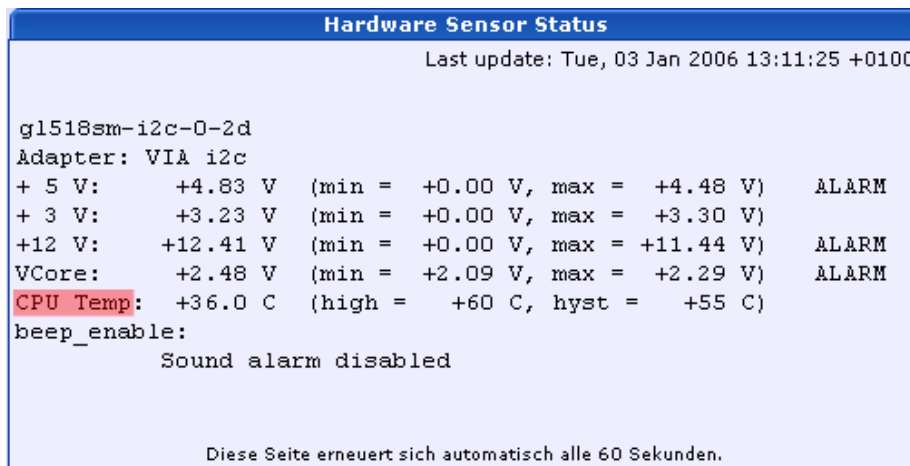 Hardware Sensor Status
Last update: Tue, 03 Jan 2006 13:11:25 +0100
gl518sm-i2c-0-2d
Adapter: VIA i2c
+ 5 V: +4.83 V (min = +0.00 V, max = +4.48 V) ALARM
+ 3 V: +3.23 V (min = +0.00 V, max = +3.30 V)
+12 V: +12.41 V (min = +0.00 V, max = +11.44 V) ALARM
VCore: +2.48 V (min = +2.09 V, max = +2.29 V) ALARM
CPU Temp: +36.0 C (high = +60 C, hyst = +55 C)
beep_enable:
Sound alarm disabled
Diese Seite erneuert sich automatisch alle 60 Sekunden.